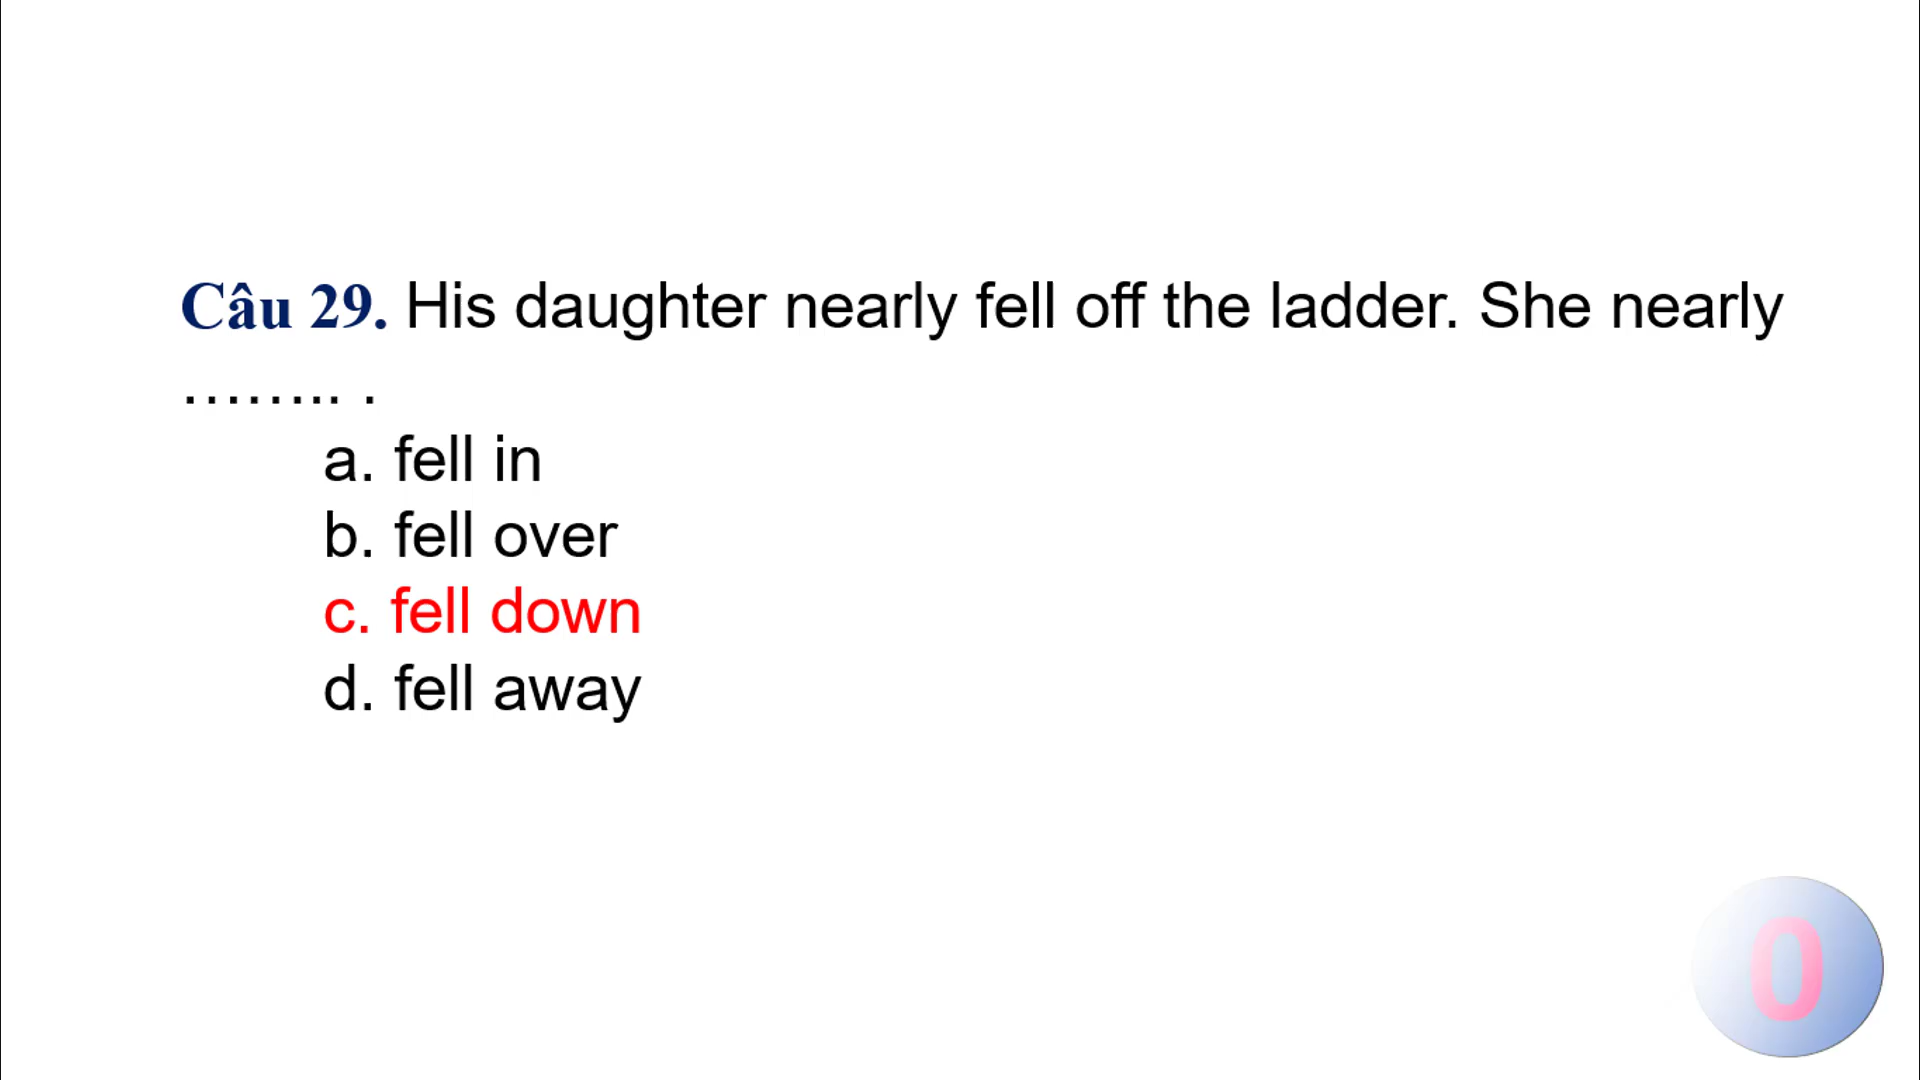 Câu 29. His daughter nearly fell off the ladder. She nearly
…….. .
a. fell in
b. fell over
c. fell down
d. fell away
0